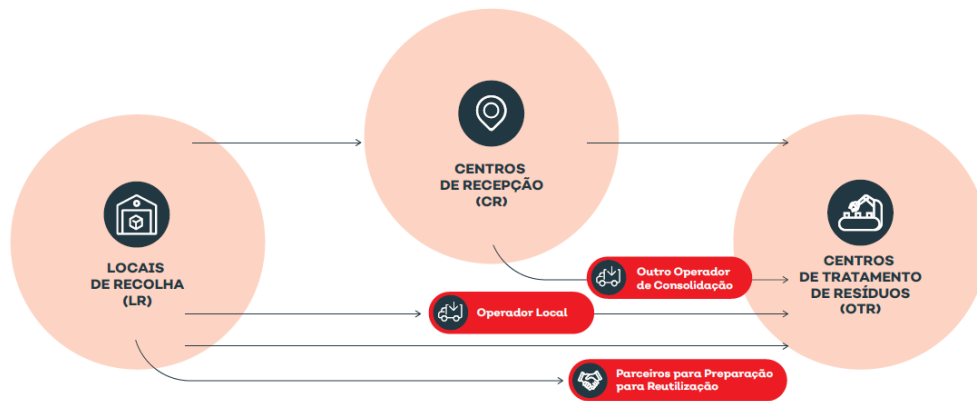 LOCAIS
DE RECOLHA
(LR)
CENTROS
DE RECEPÇÃO
(CR)
CENTROS
DE TRATAMENTO
DE RESÍDUOS
(OTR)
Outro Operador
de Consolidação
Operador Local
Parceiros para Preparação
para Reutilização